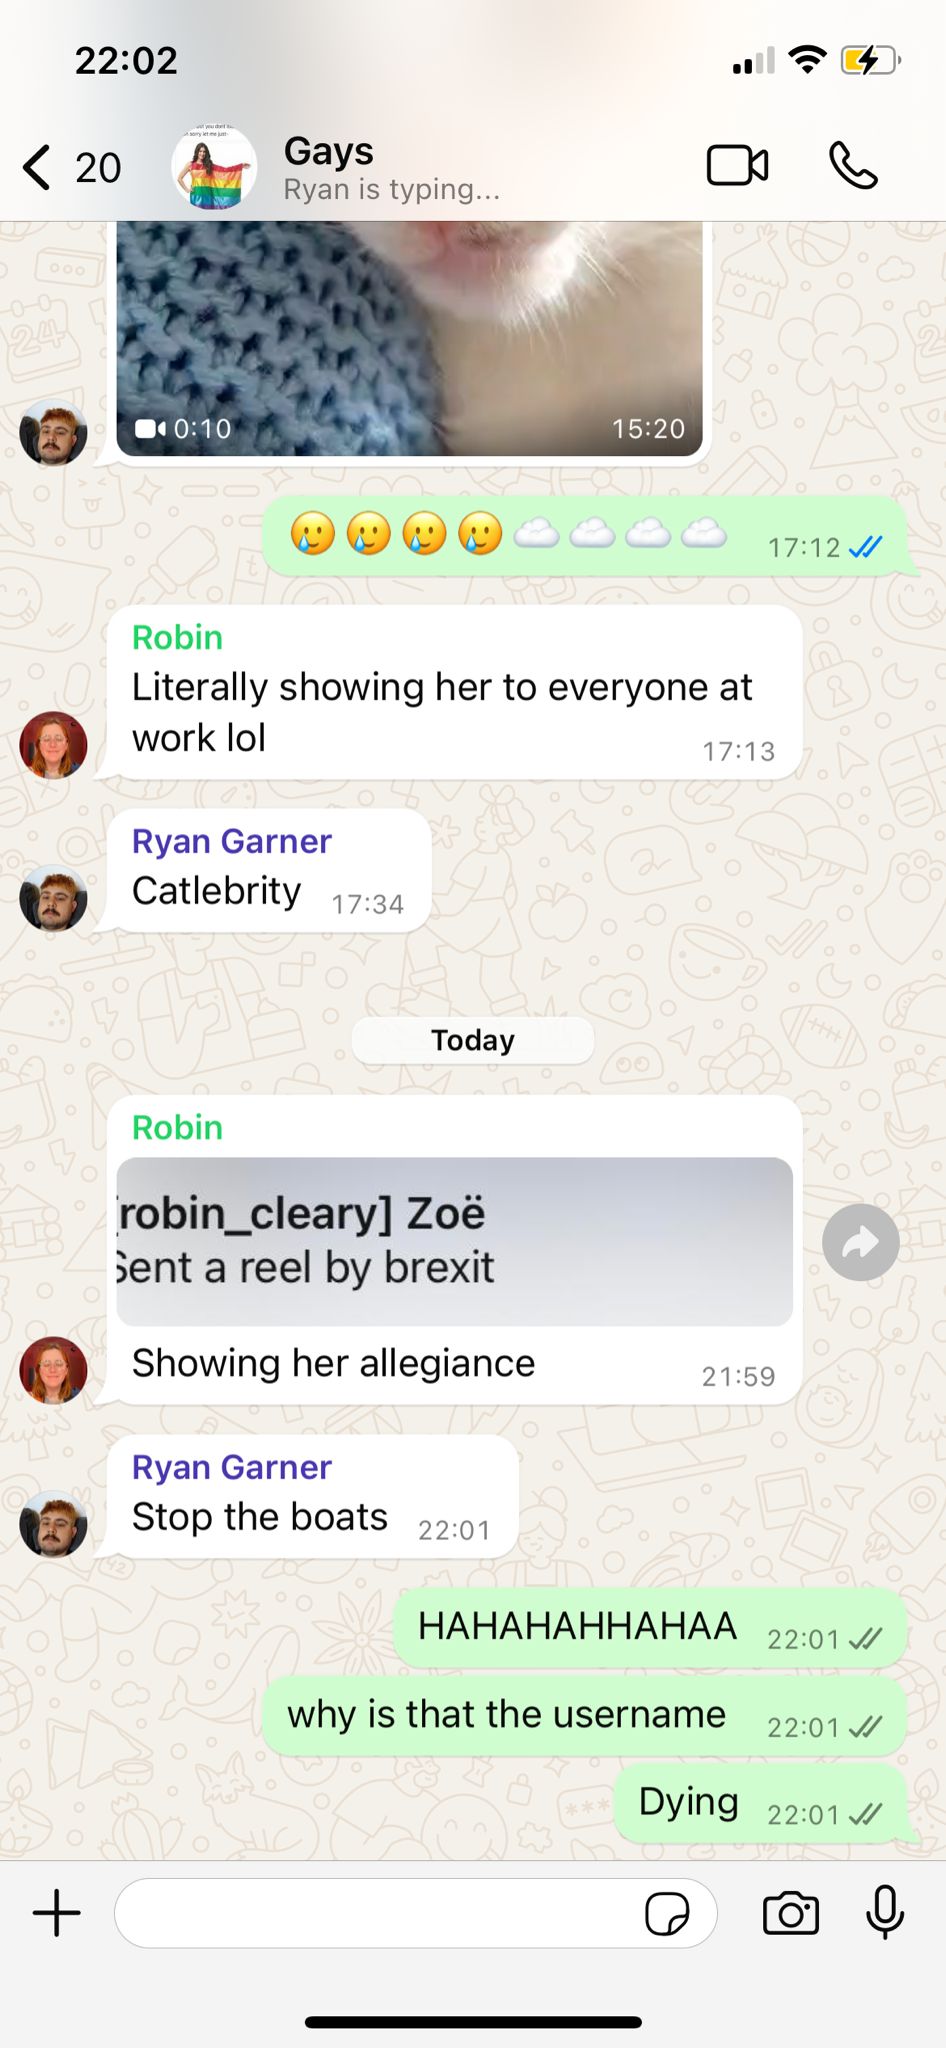 22:02
20
Gays
Ryan is typing...
0:10
15:20
🥲🥲🥲🥲☁️☁️☁️☁️ 17:12
Robin
Literally showing her to everyone at
work lol
17:13
Ryan Garner
Catlebrity 17:34
Today
Robin
[robin_cleary] Zoë
Sent a reel by brexit
Showing her allegiance
21:59
Ryan Garner
Stop the boats 22:01
HAHAHAHHAHAA 22:01
why is that the username 22:01
Dying 22:01